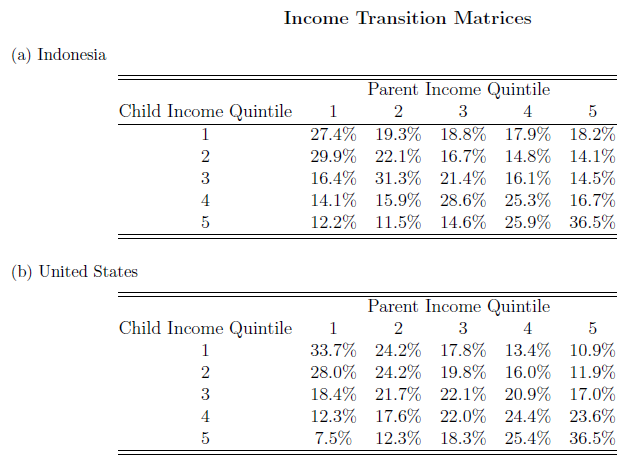 Income Transition Matrices
(a) Indonesia
Parent Income Quintile
Child Income Quintile 1 2 3 4 5
1 27.4% 19.3% 18.8% 17.9% 18.2%
2 29.9% 22.1% 16.7% 14.8% 14.1%
3 16.4% 31.3% 21.4% 16.1% 14.5%
4 14.1% 15.9% 28.6% 25.3% 16.7%
5 12.2% 11.5% 14.6% 25.9% 36.5%
(b) United States
Parent Income Quintile
Child Income Quintile 1 2 3 4 5
1 33.7% 24.2% 17.8% 13.4% 10.9%
2 28.0% 24.2% 19.8% 16.0% 11.9%
3 18.4% 21.7% 22.1% 20.9% 17.0%
4 12.3% 17.6% 22.0% 24.4% 23.6%
5 7.5% 12.3% 18.3% 25.4% 36.5%